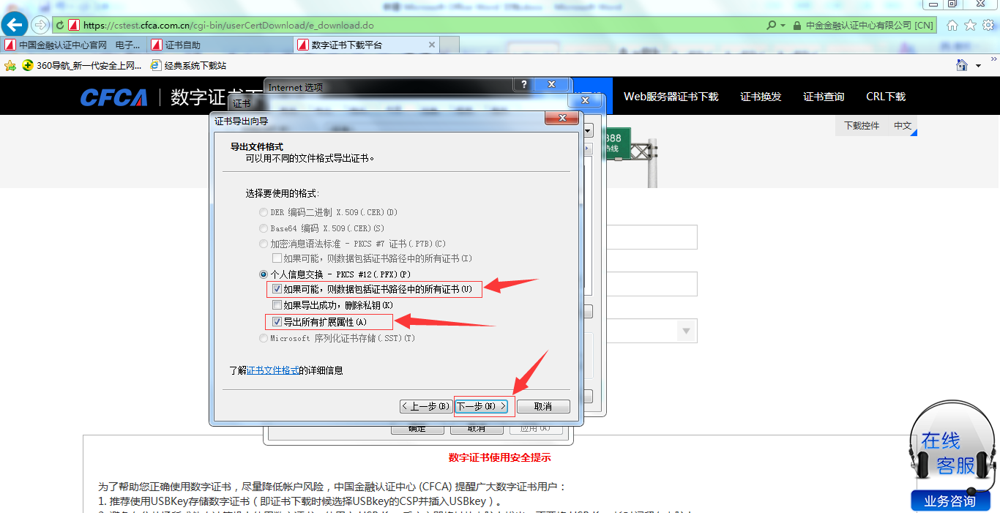 https://cstest.cfca.com.cn/cgi-bin/userCertDownload/e_download.do
中金金融认证中心有限公司 [CN]
中国金融认证中心官网 电子...
证书自助
数字证书下载平台
360导航_新一代安全上网...
经典系统下载站
CFCA
数字证
Internet 选项
证书
Web服务器证书下载
证书换发
证书查询
CRL下载
下载控件
中文
证书导出向导
导出文件格式
可以用不同的文件格式导出证书。
选择要使用的格式:
DER 编码二进制 X.509(.CER)(D)
Base64 编码 X.509(.CER)(S)
加密消息语法标准 - PKCS #7 证书(.P7B)(C)
如果可能，则数据包括证书路径中的所有证书(I)
个人信息交换 - PKCS #12(.PFX)(P)
如果可能，则数据包括证书路径中的所有证书(U)
如果导出成功，删除私钥(K)
导出所有扩展属性(A)
Microsoft 序列化证书存储(.SST)(T)
了解证书文件格式的详细信息
< 上一步(B)
下一步(N) >
取消
确定
取消
应用(A)
888
热线
数字证书使用安全提示
为了帮助您正确使用数字证书，尽量降低帐户风险，中国金融认证中心 (CFCA) 提醒广大数字证书用户：
1. 推荐使用USBKey存储数字证书（即证书下载时候选择USBkey的CSP并插入USBkey）。
在线
客服
业务咨询